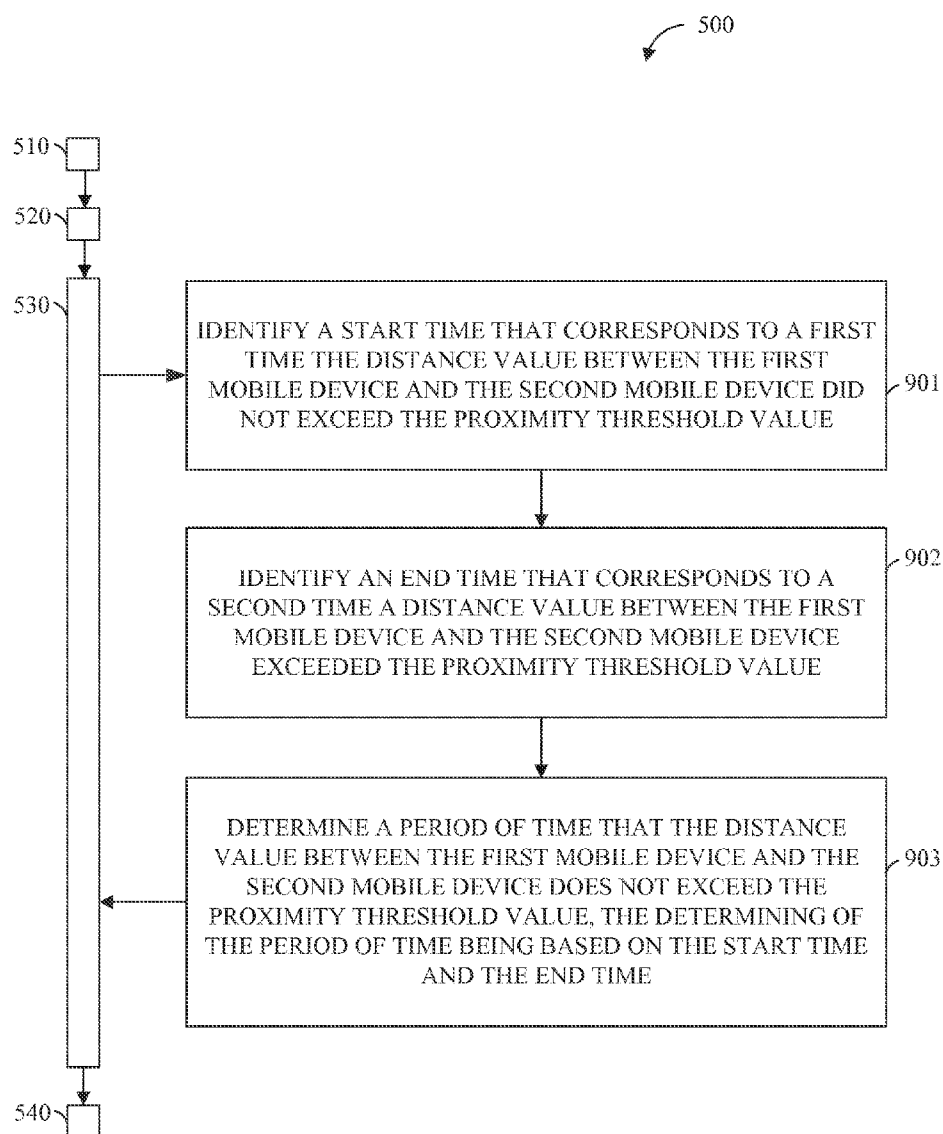 500
510
520
530
IDENTIFY A START TIME THAT CORRESPONDS TO A FIRST
TIME THE DISTANCE VALUE BETWEEN THE FIRST
MOBILE DEVICE AND THE SECOND MOBILE DEVICE DID
NOT EXCEED THE PROXIMITY THRESHOLD VALUE
901
IDENTIFY AN END TIME THAT CORRESPONDS TO A
SECOND TIME A DISTANCE VALUE BETWEEN THE FIRST
MOBILE DEVICE AND THE SECOND MOBILE DEVICE
EXCEEDED THE PROXIMITY THRESHOLD VALUE
902
DETERMINE A PERIOD OF TIME THAT THE DISTANCE
VALUE BETWEEN THE FIRST MOBILE DEVICE AND THE
SECOND MOBILE DEVICE DOES NOT EXCEED THE
PROXIMITY THRESHOLD VALUE, THE DETERMINING OF
THE PERIOD OF TIME BEING BASED ON THE START TIME
AND THE END TIME
903
540